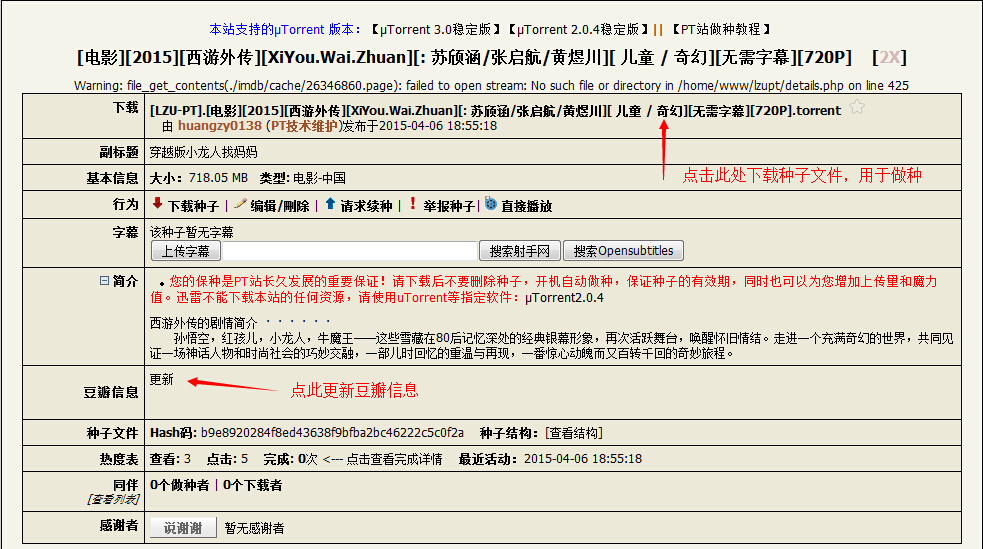 本站支持的μTorrent 版本：【μTorrent 3.0稳定版】【μTorrent 2.0.4稳定版】|| 【PT站做种教程】
[电影][2015][西游外传][XiYou.Wai.Zhuan][: 苏颀涵/张启航/黄煜川][ 儿童 / 奇幻][无需字幕][720P] [2X]
Warning: file_get_contents(./imdb/cache/26346860.page): failed to open stream: No such file or directory in /home/www/lzupt/details.php on line 425
下载 [LZU-PT].[电影][2015][西游外传][XiYou.Wai.Zhuan][: 苏颀涵/张启航/黄煜川][ 儿童 / 奇幻][无需字幕][720P].torrent
由 huangzy0138 (PT技术维护)发布于2015-04-06 18:55:18
点击此处下载种子文件，用于做种
副标题 穿越版小龙人找妈妈
基本信息 大小：718.05 MB 类型: 电影-中国
行为 下载种子 | 编辑/删除 | 请求续种 | 举报种子 | 直接播放
字幕 该种子暂无字幕
上传字幕 搜索射手网 搜索Opensubtitles
简介 • 您的保种是PT站长久发展的重要保证！请下载后不要删除种子，开机自动做种，保证种子的有效期，同时也可以为您增加上传量和魔力
值。迅雷不能下载本站的任何资源，请使用uTorrent等指定软件：μTorrent2.0.4
西游外传的剧情简介 · · · · · ·
孙悟空，红孩儿，小龙人，牛魔王——这些雪藏在80后记忆深处的经典银幕形象，再次活跃舞台，唤醒怀旧情结。走进一个充满奇幻的世界，共同见
证一场神话人物和时尚社会的巧妙交融，一部儿时回忆的重温与再现，一番惊心动魄而又百转千回的奇妙旅程。
豆瓣信息 更新
点此更新豆瓣信息
种子文件 Hash码: b9e8920284f8ed43638f9bfba2bc46222c5c0f2a 种子结构：[查看结构]
热度表 查看: 3 点击: 5 完成: 0次 <--- 点击查看完成详情 最近活动：2015-04-06 18:55:18
同伴 0个做种者 | 0个下载者
[查看列表]
感谢者 说谢谢 暂无感谢者